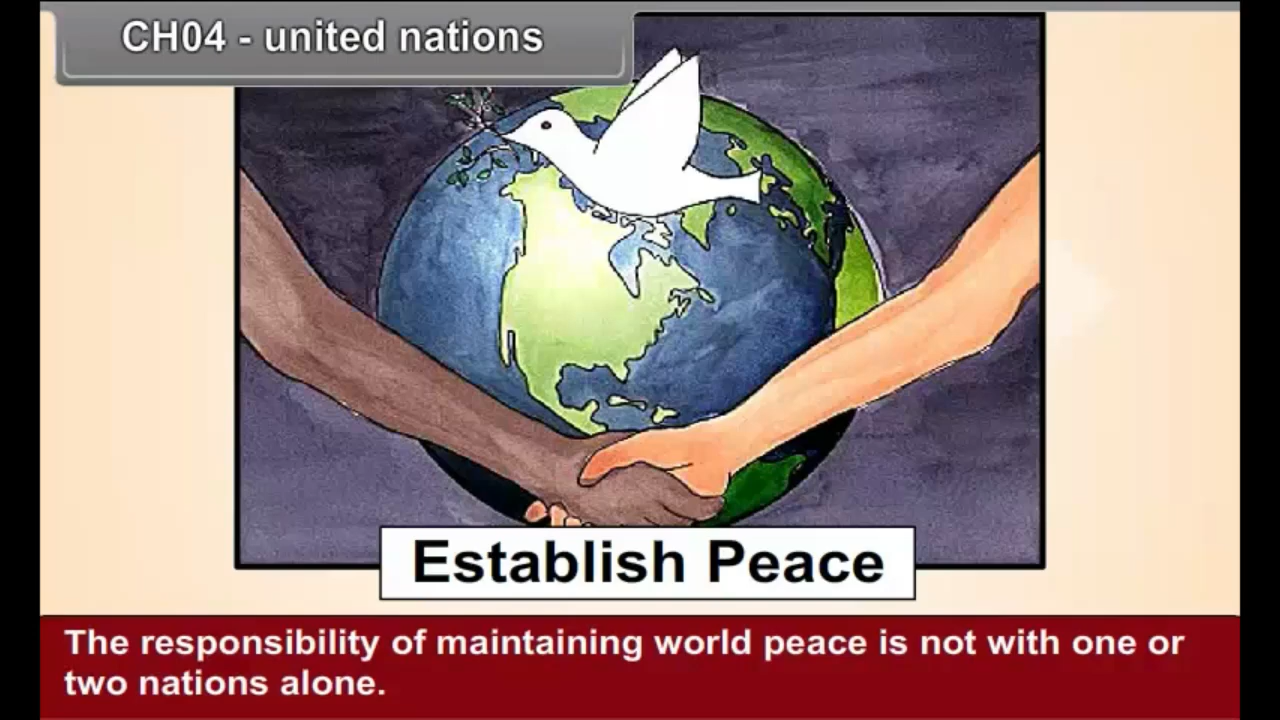 CH04 - united nations
Establish Peace
The responsibility of maintaining world peace is not with one or
two nations alone.